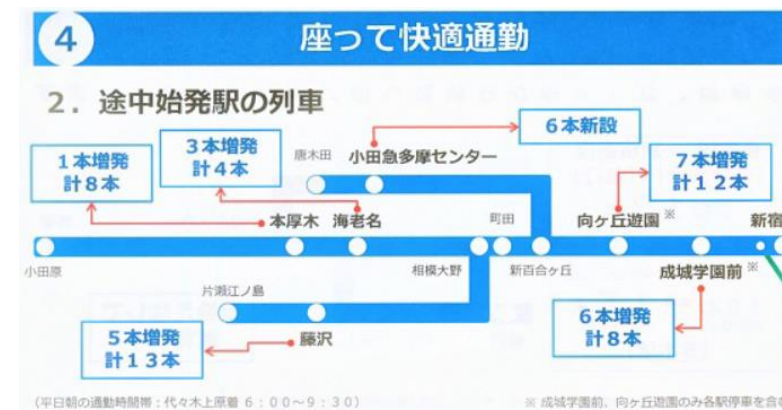 4
座って快適通勤
2．途中始発駅の列車
6本新設
3本増発
計4本
1本増発
計8本
唐木田
小田急多摩センター
7本増発
計12本
本厚木
海老名
町田
向ヶ丘遊園 ※
新宿
小田原
片瀬江ノ島
相模大野
新百合ヶ丘
成城学園前 ※
5本増発
計13本
藤沢
6本増発
計8本
(平日朝の通勤時間帯：代々木上原着 6：00～9：30)
※ 成城学園前、向ヶ丘遊園のみ各駅停車を含